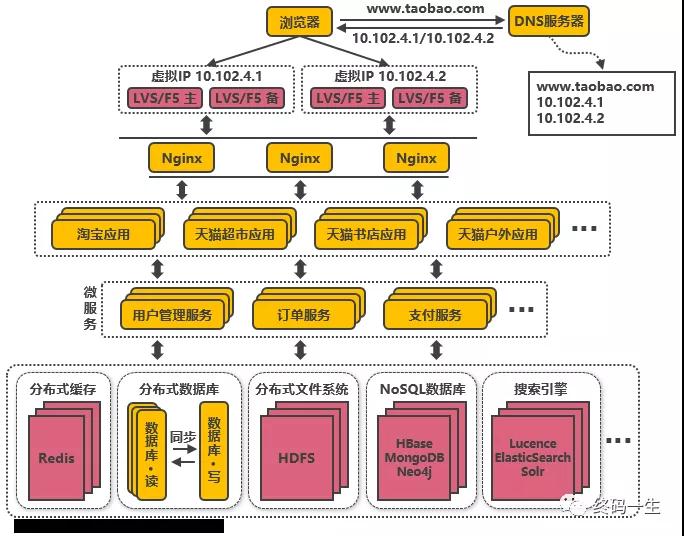 浏览器
www.taobao.com
10.102.4.1/10.102.4.2
DNS服务器
www.taobao.com
10.102.4.1
10.102.4.2
虚拟IP 10.102.4.1
LVS/F5 主
LVS/F5 备
虚拟IP 10.102.4.2
LVS/F5 主
LVS/F5 备
Nginx
Nginx
Nginx
淘宝应用
天猫超市应用
天猫书店应用
天猫户外应用
...
微服务
用户管理服务
订单服务
支付服务
...
分布式缓存
Redis
分布式数据库
数据库·读
同步
数据库·写
分布式文件系统
HDFS
NoSQL数据库
HBase
MongoDB
Neo4j
搜索引擎
Lucence
ElasticSearch
Solr
...
终码一生